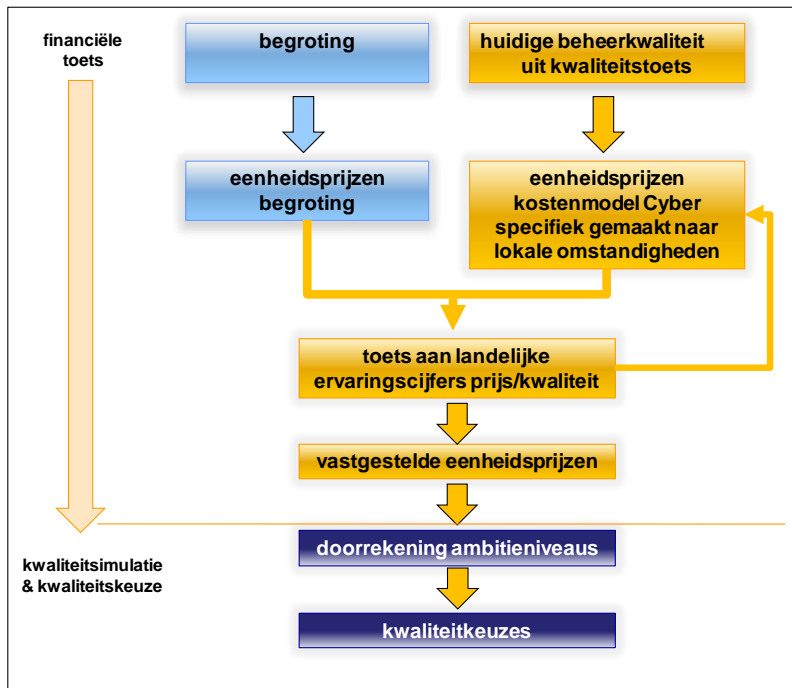 financiële
toets
begroting
huidige beheerkwaliteit
uit kwaliteitstoets
eenheidsprijzen
begroting
eenheidsprijzen
kostenmodel Cyber
specifiek gemaakt naar
lokale omstandigheden
toets aan landelijke
ervaringscijfers prijs/kwaliteit
vastgestelde eenheidsprijzen
doorrekening ambitieniveaus
kwaliteitsimulatie
& kwaliteitskeuze
kwaliteitkeuzes